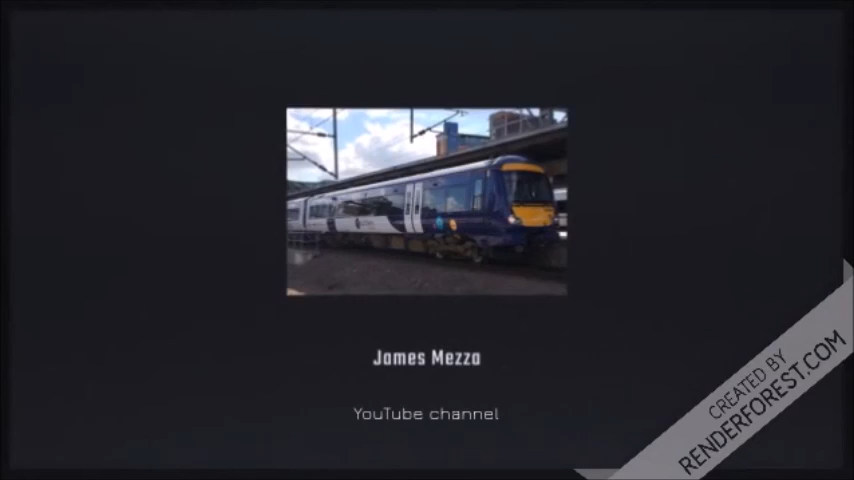 James Mezza
YouTube channel
CREATED BY
RENDERFOREST.COM